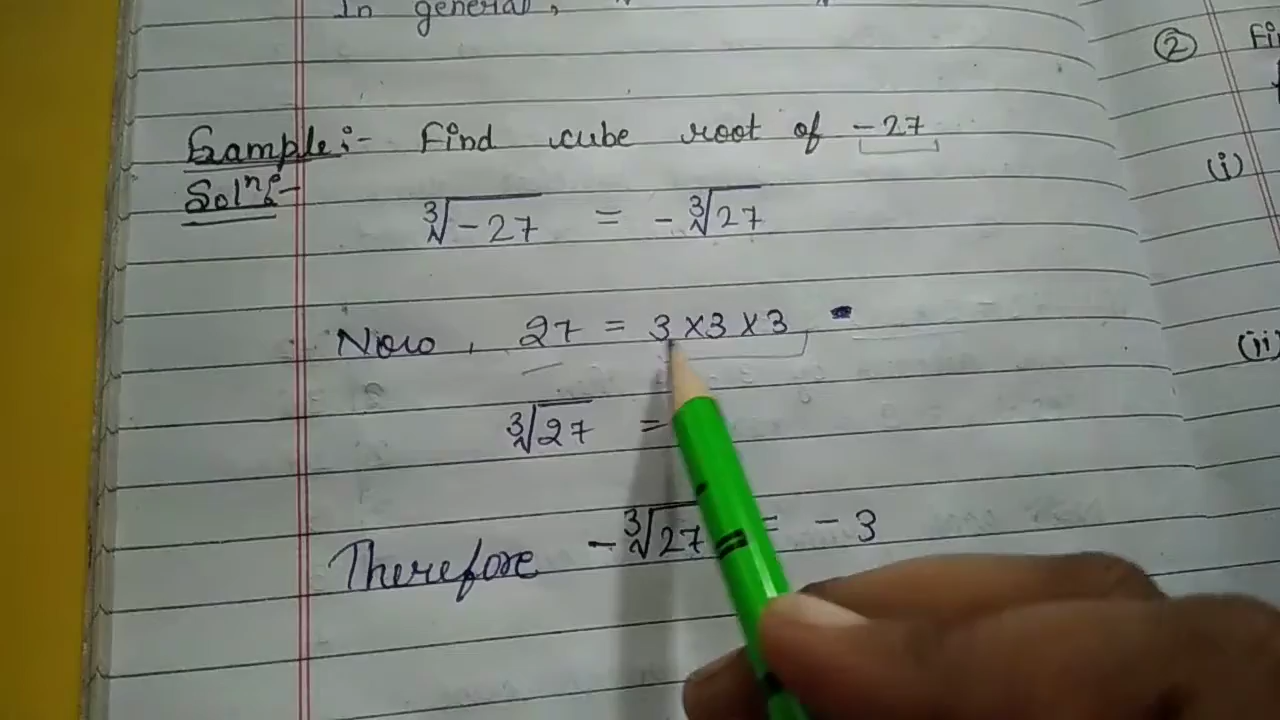 In general,
Example:- Find cube root of -27
Solⁿ:-
∛-27 = -∛27
Now, 27 = 3×3×3
∛27 =
Therefore -∛27 = -3
②
(i)
(ii)